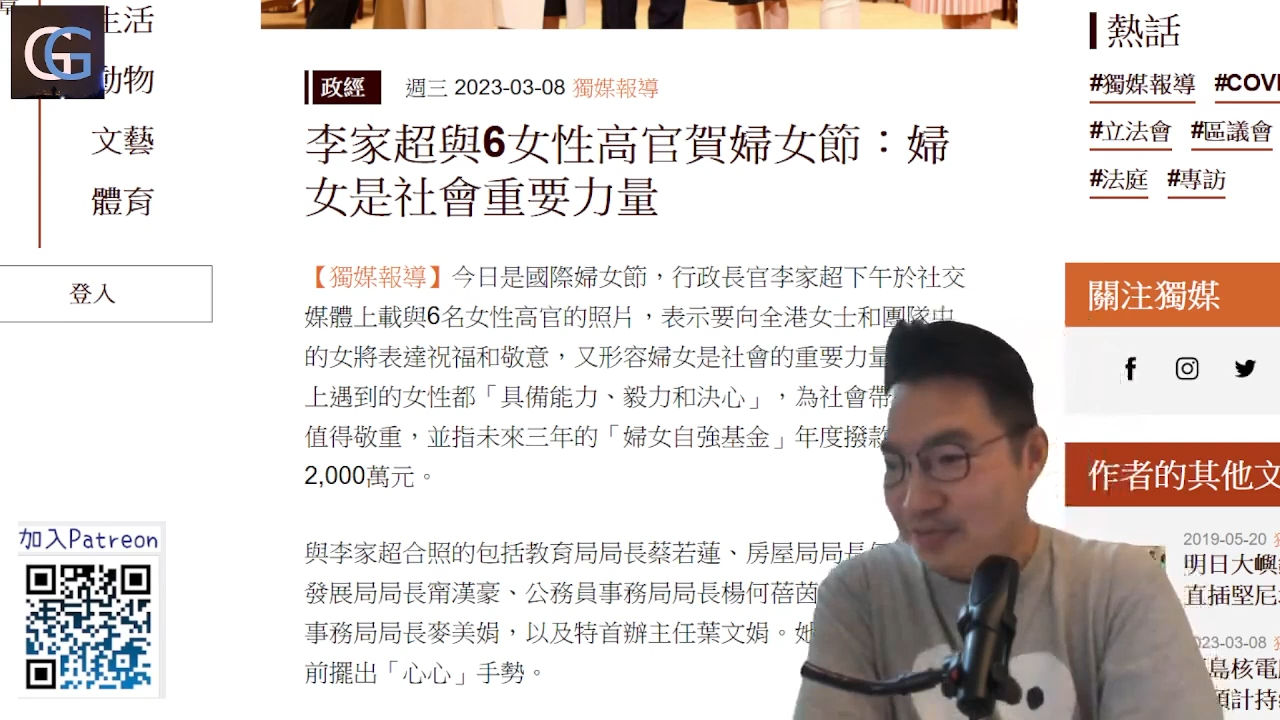 生活
GG
動物
文藝
體育
登入
加入Patreon
政經 週三 2023-03-08 獨媒報導
李家超與6女性高官賀婦女節：婦
女是社會重要力量
【獨媒報導】今日是國際婦女節，行政長官李家超下午於社交
媒體上載與6名女性高官的照片，表示要向全港女士和團隊中
的女將表達祝福和敬意，又形容婦女是社會的重要力量
上遇到的女性都「具備能力、毅力和決心」，為社會帶
值得敬重，並指未來三年的「婦女自強基金」年度撥款
2,000萬元。
與李家超合照的包括教育局局長蔡若蓮、房屋局局長
發展局局長甯漢豪、公務員事務局局長楊何蓓茵
事務局局長麥美娟，以及特首辦主任葉文娟。她
前擺出「心心」手勢。
熱話
#獨媒報導 #COVI
#立法會 #區議會
#法庭 #專訪
關注獨媒
作者的其他文
2019-05-20
明日大嶼
直插堅尼
2023-03-08
島核電
預計持